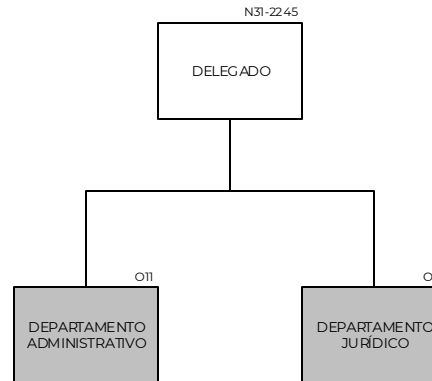 N31-2245
DELEGADO
O11
DEPARTAMENTO
ADMINISTRATIVO
DEPARTAMENTO
JURÍDICO